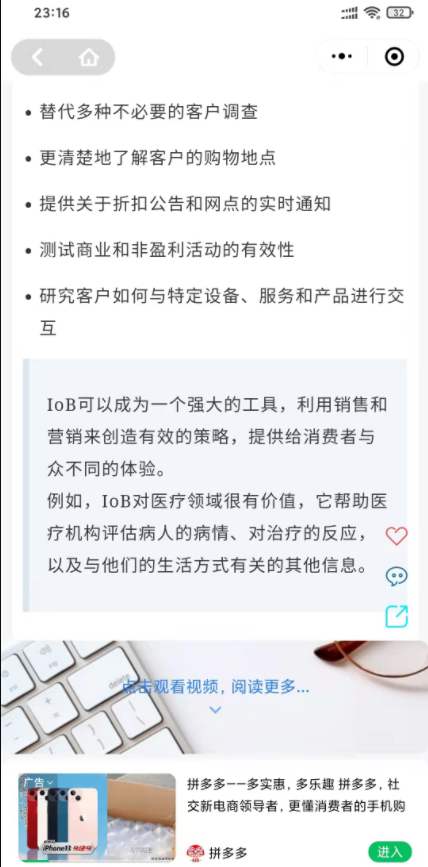 23:16
32
替代多种不必要的客户调查
更清楚地了解客户的购物地点
提供关于折扣公告和网点的实时通知
测试商业和非盈利活动的有效性
研究客户如何与特定设备、服务和产品进行交
互
IoB可以成为一个强大的工具，利用销售和
营销来创造有效的策略，提供给消费者与
众不同的体验。
例如，IoB对医疗领域很有价值，它帮助医
疗机构评估病人的病情、对治疗的反应，
以及与他们的生活方式有关的其他信息。
delete
点击观看视频，阅读更多...
广告
拼多多——多实惠，多乐趣 拼多多，社
交新电商领导者，更懂消费者的手机购
iPhone13
拼多多
进入